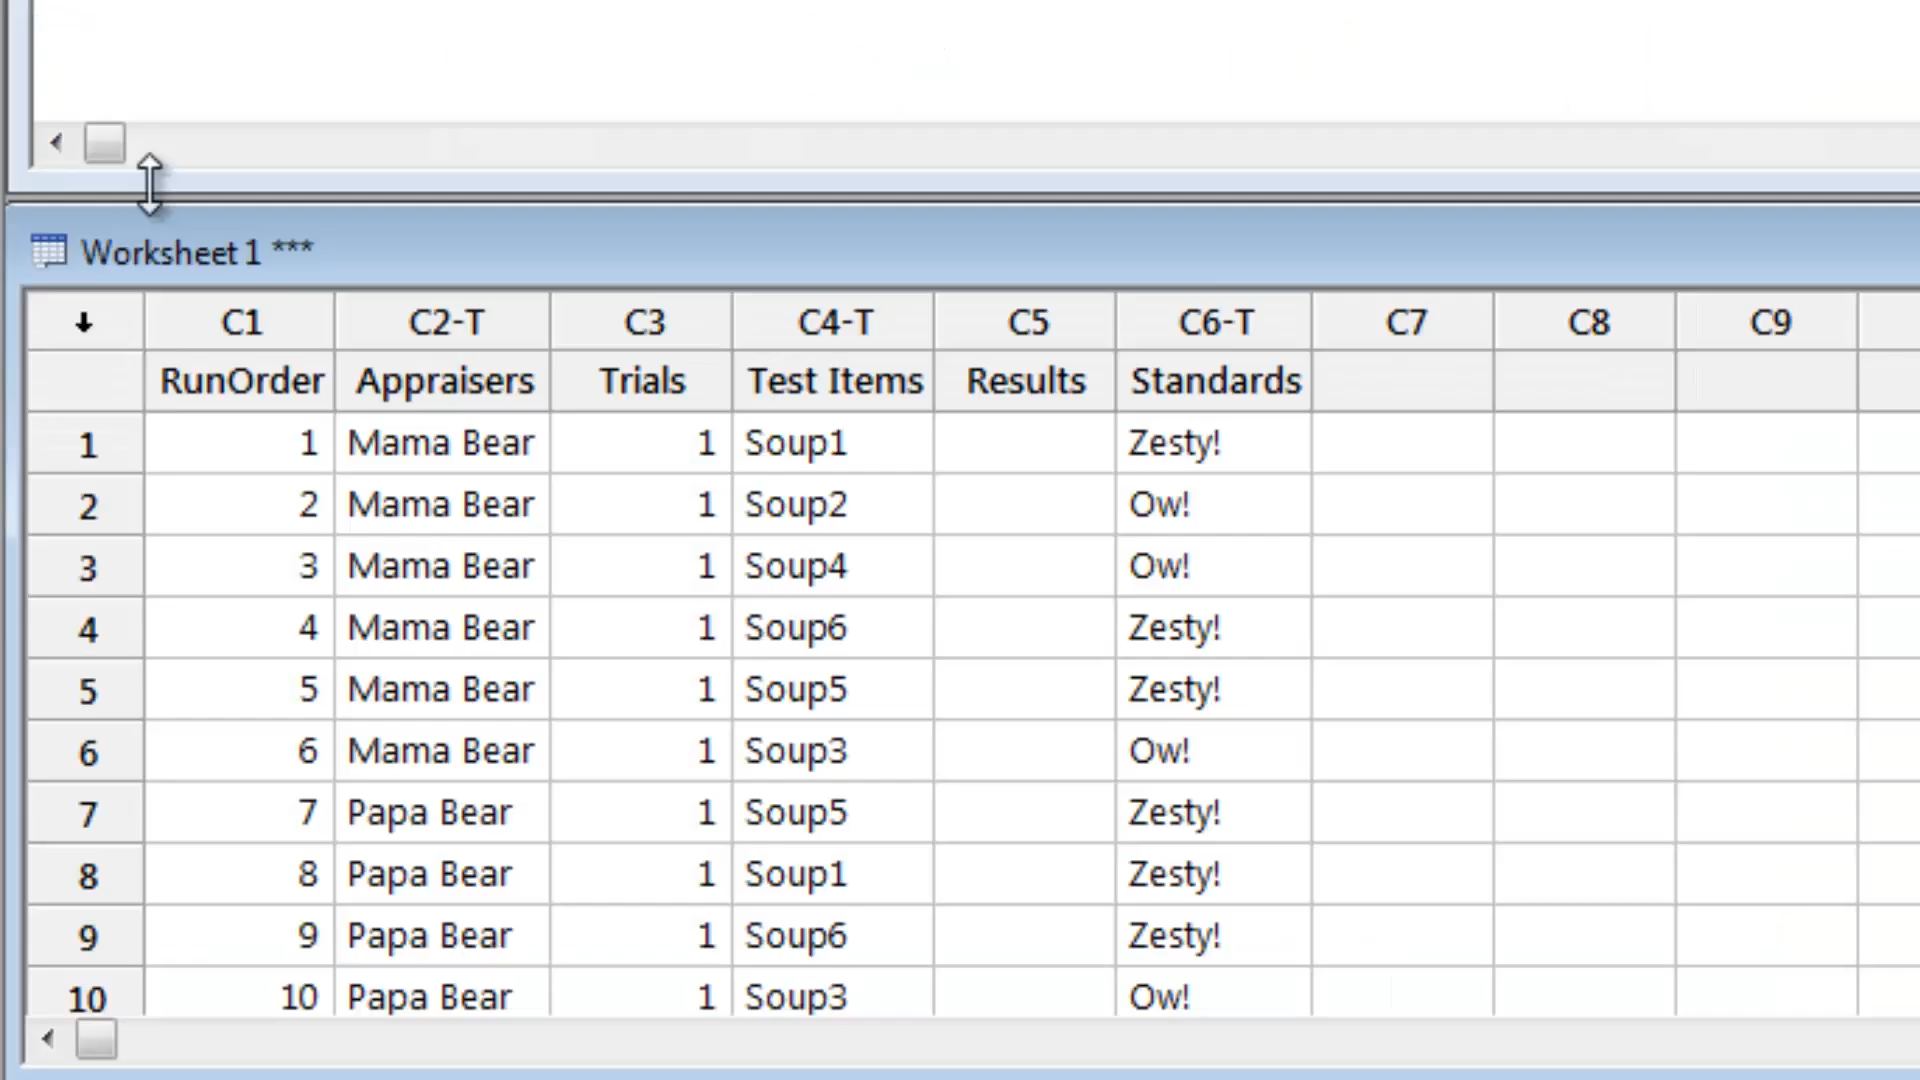 Worksheet 1 ***
C1 C2-T C3 C4-T C5 C6-T C7 C8 C9
RunOrder Appraisers Trials Test Items Results Standards
1 1 Mama Bear 1 Soup1 Zesty!
2 2 Mama Bear 1 Soup2 Ow!
3 3 Mama Bear 1 Soup4 Ow!
4 4 Mama Bear 1 Soup6 Zesty!
5 5 Mama Bear 1 Soup5 Zesty!
6 6 Mama Bear 1 Soup3 Ow!
7 7 Papa Bear 1 Soup5 Zesty!
8 8 Papa Bear 1 Soup1 Zesty!
9 9 Papa Bear 1 Soup6 Zesty!
10 10 Papa Bear 1 Soup3 Ow!